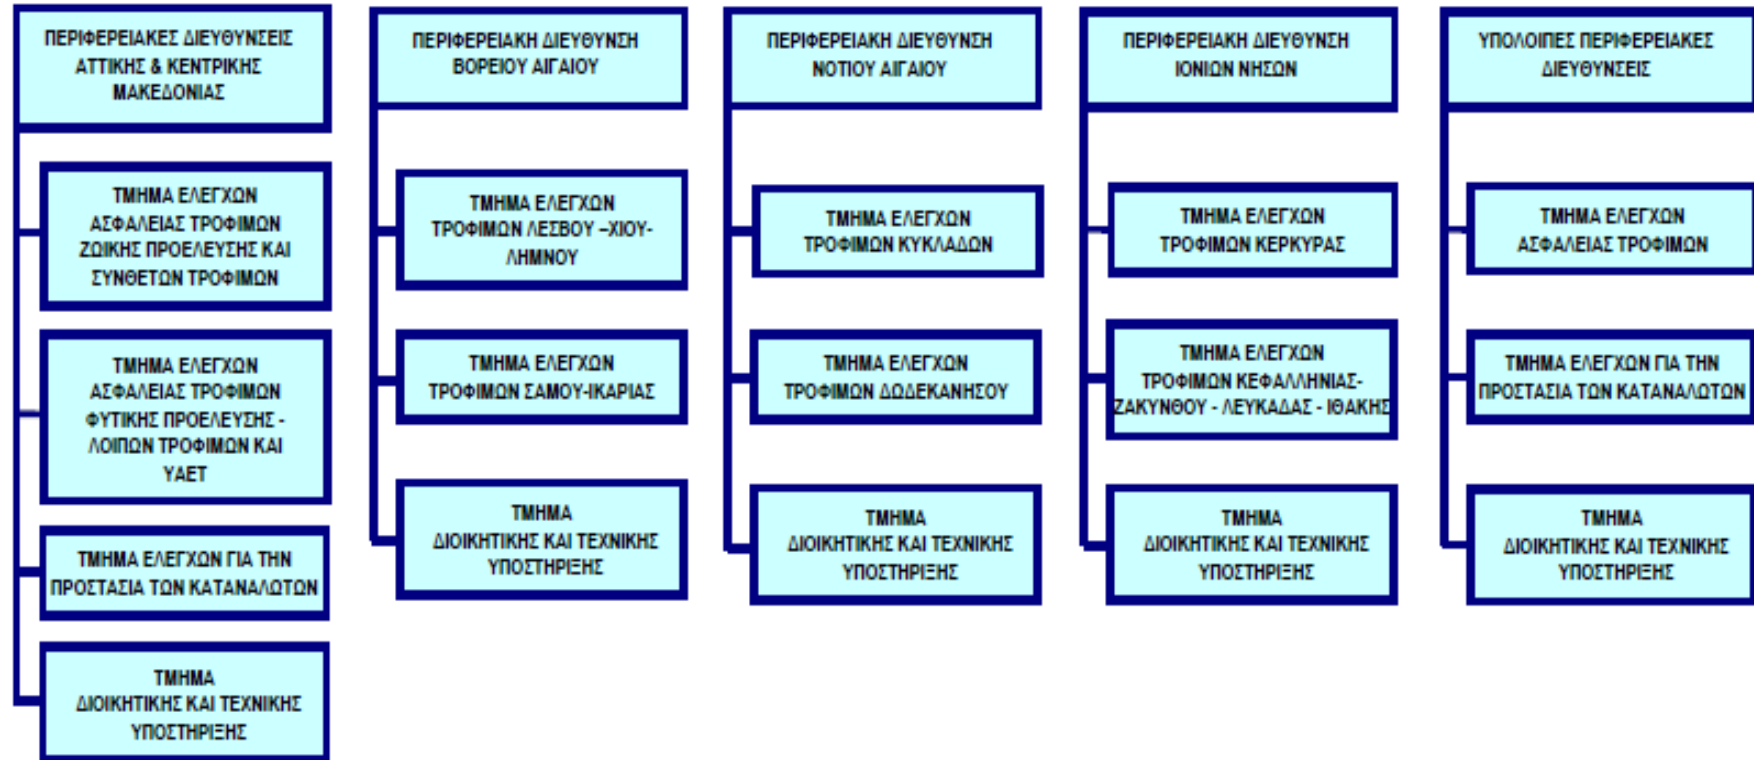 ΠΕΡΙΦΕΡΕΙΑΚΕΣ ΔΙΕΥΘΥΝΣΕΙΣ
ΑΤΤΙΚΗΣ & ΚΕΝΤΡΙΚΗΣ
ΜΑΚΕΔΟΝΙΑΣ
ΤΜΗΜΑ ΕΛΕΓΧΩΝ
ΑΣΦΑΛΕΙΑΣ ΤΡΟΦΙΜΩΝ
ΖΩΙΚΗΣ ΠΡΟΕΛΕΥΣΗΣ ΚΑΙ
ΣΥΝΘΕΤΩΝ ΤΡΟΦΙΜΩΝ
ΤΜΗΜΑ ΕΛΕΓΧΩΝ
ΑΣΦΑΛΕΙΑΣ ΤΡΟΦΙΜΩΝ
ΦΥΤΙΚΗΣ ΠΡΟΕΛΕΥΣΗΣ -
ΛΟΙΠΩΝ ΤΡΟΦΙΜΩΝ ΚΑΙ
ΥΑΕΤ
ΤΜΗΜΑ ΕΛΕΓΧΩΝ ΓΙΑ ΤΗΝ
ΠΡΟΣΤΑΣΙΑ ΤΩΝ ΚΑΤΑΝΑΛΩΤΩΝ
ΤΜΗΜΑ
ΔΙΟΙΚΗΤΙΚΗΣ ΚΑΙ ΤΕΧΝΙΚΗΣ
ΥΠΟΣΤΗΡΙΞΗΣ
ΠΕΡΙΦΕΡΕΙΑΚΗ ΔΙΕΥΘΥΝΣΗ
ΒΟΡΕΙΟΥ ΑΙΓΑΙΟΥ
ΤΜΗΜΑ ΕΛΕΓΧΩΝ
ΤΡΟΦΙΜΩΝ ΛΕΣΒΟΥ –ΧΙΟΥ-
ΛΗΜΝΟΥ
ΤΜΗΜΑ ΕΛΕΓΧΩΝ
ΤΡΟΦΙΜΩΝ ΣΑΜΟΥ-ΙΚΑΡΙΑΣ
ΤΜΗΜΑ
ΔΙΟΙΚΗΤΙΚΗΣ ΚΑΙ ΤΕΧΝΙΚΗΣ
ΥΠΟΣΤΗΡΙΞΗΣ
ΠΕΡΙΦΕΡΕΙΑΚΗ ΔΙΕΥΘΥΝΣΗ
ΝΟΤΙΟΥ ΑΙΓΑΙΟΥ
ΤΜΗΜΑ ΕΛΕΓΧΩΝ
ΤΡΟΦΙΜΩΝ ΚΥΚΛΑΔΩΝ
ΤΜΗΜΑ ΕΛΕΓΧΩΝ
ΤΡΟΦΙΜΩΝ ΔΩΔΕΚΑΝΗΣΟΥ
ΤΜΗΜΑ
ΔΙΟΙΚΗΤΙΚΗΣ ΚΑΙ ΤΕΧΝΙΚΗΣ
ΥΠΟΣΤΗΡΙΞΗΣ
ΠΕΡΙΦΕΡΕΙΑΚΗ ΔΙΕΥΘΥΝΣΗ
ΙΟΝΙΩΝ ΝΗΣΩΝ
ΤΜΗΜΑ ΕΛΕΓΧΩΝ
ΤΡΟΦΙΜΩΝ ΚΕΡΚΥΡΑΣ
ΤΜΗΜΑ ΕΛΕΓΧΩΝ
ΤΡΟΦΙΜΩΝ ΚΕΦΑΛΛΗΝΙΑΣ-
ΖΑΚΥΝΘΟΥ - ΛΕΥΚΑΔΑΣ - ΙΘΑΚΗΣ
ΤΜΗΜΑ
ΔΙΟΙΚΗΤΙΚΗΣ ΚΑΙ ΤΕΧΝΙΚΗΣ
ΥΠΟΣΤΗΡΙΞΗΣ
ΥΠΟΛΟΙΠΕΣ ΠΕΡΙΦΕΡΕΙΑΚΕΣ
ΔΙΕΥΘΥΝΣΕΙΣ
ΤΜΗΜΑ ΕΛΕΓΧΩΝ
ΑΣΦΑΛΕΙΑΣ ΤΡΟΦΙΜΩΝ
ΤΜΗΜΑ ΕΛΕΓΧΩΝ ΓΙΑ ΤΗΝ
ΠΡΟΣΤΑΣΙΑ ΤΩΝ ΚΑΤΑΝΑΛΩΤΩΝ
ΤΜΗΜΑ
ΔΙΟΙΚΗΤΙΚΗΣ ΚΑΙ ΤΕΧΝΙΚΗΣ
ΥΠΟΣΤΗΡΙΞΗΣ